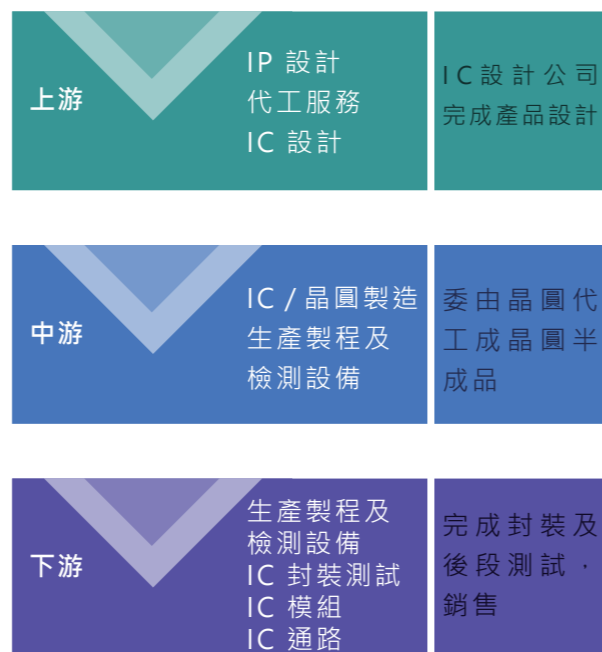 上游
IP 設計
代工服務
IC 設計
IC設計公司
完成產品設計
中游
IC / 晶圓製造
生產製程及
檢測設備
委由晶圓代
工成晶圓半
成品
下游
生產製程及
檢測設備
IC 封裝測試
IC 模組
IC 通路
完成封裝及
後段測試，
銷售